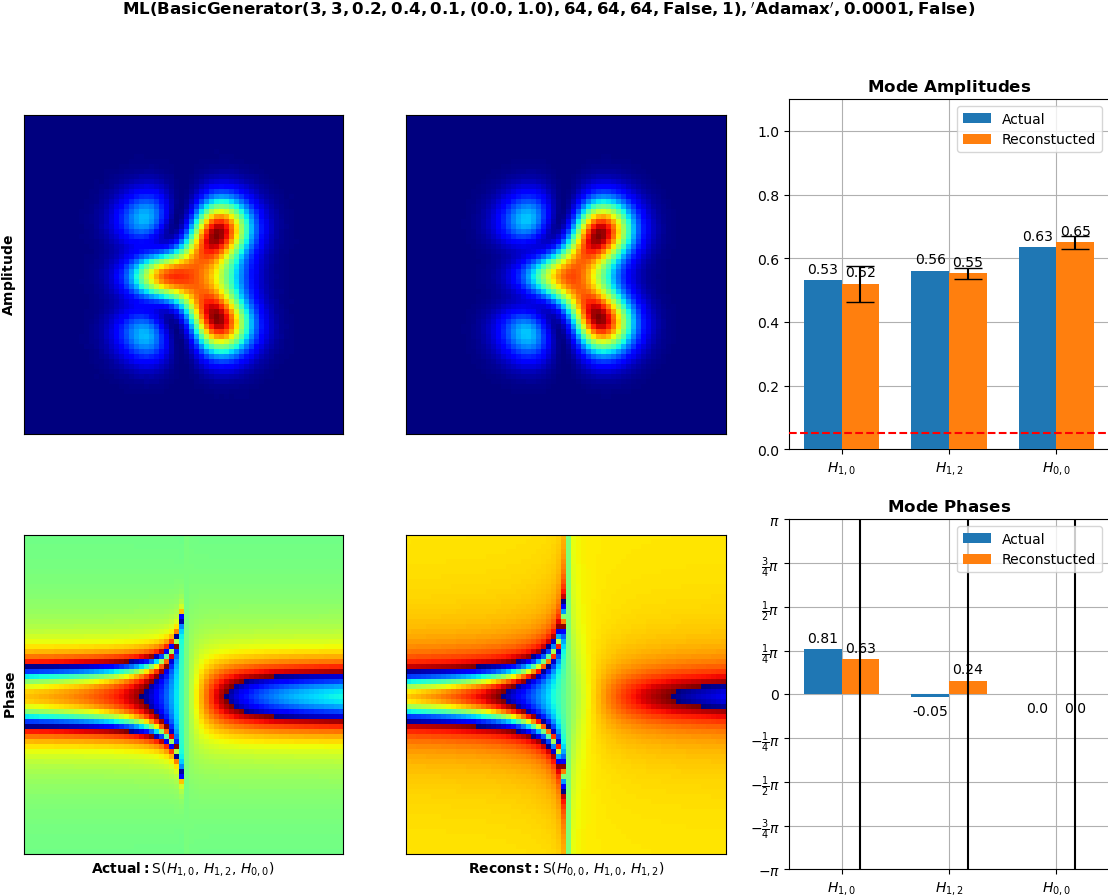 ML(BasicGenerator(3, 3, 0.2, 0.4, 0.1, (0.0, 1.0), 64, 64, 64, False, 1), ′Adamax′, 0.0001, False)
Amplitude
Mode Amplitudes
Actual
Reconstucted
1.0
0.8
0.6
0.4
0.2
0.0
0.53
0.52
0.56
0.55
0.63
0.65
H1,0
H1,2
H0,0
Phase
Actual: S(H1,0, H1,2, H0,0)
Reconst: S(H0,0, H1,0, H1,2)
Mode Phases
Actual
Reconstucted
π
3/4π
1/2π
1/4π
0
−1/4π
−1/2π
−3/4π
−π
0.81
0.63
-0.05
0.24
0.0
0.0
H1,0
H1,2
H0,0